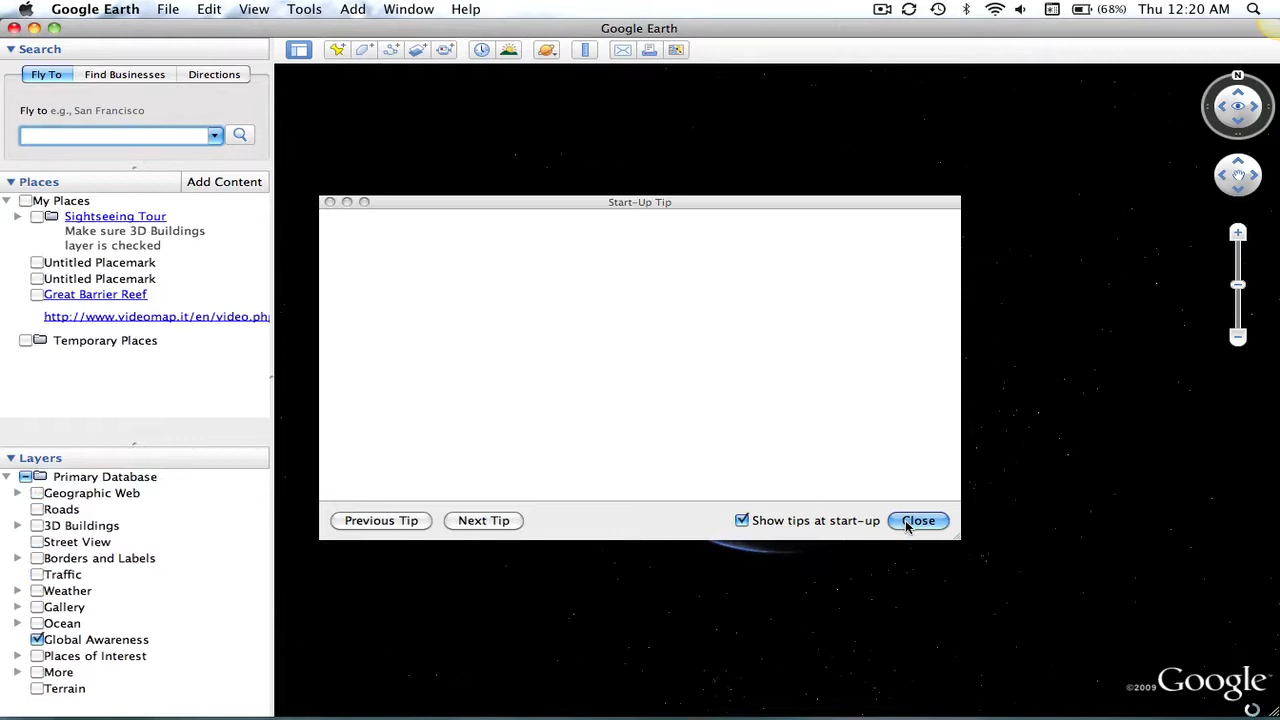 Google Earth File Edit View Tools Add Window Help (68%) Thu 12:20 AM
Google Earth
Search
Fly To Find Businesses Directions
Fly to e.g., San Francisco
Places Add Content
My Places
Sightseeing Tour
Make sure 3D Buildings
layer is checked
Untitled Placemark
Untitled Placemark
Great Barrier Reef
http://www.videomap.it/en/video.php
Temporary Places
Layers
Primary Database
Geographic Web
Roads
3D Buildings
Street View
Borders and Labels
Traffic
Weather
Gallery
Ocean
Global Awareness
Places of Interest
More
Terrain
Start-Up Tip
Previous Tip Next Tip Show tips at start-up Close
N
©2009 Google